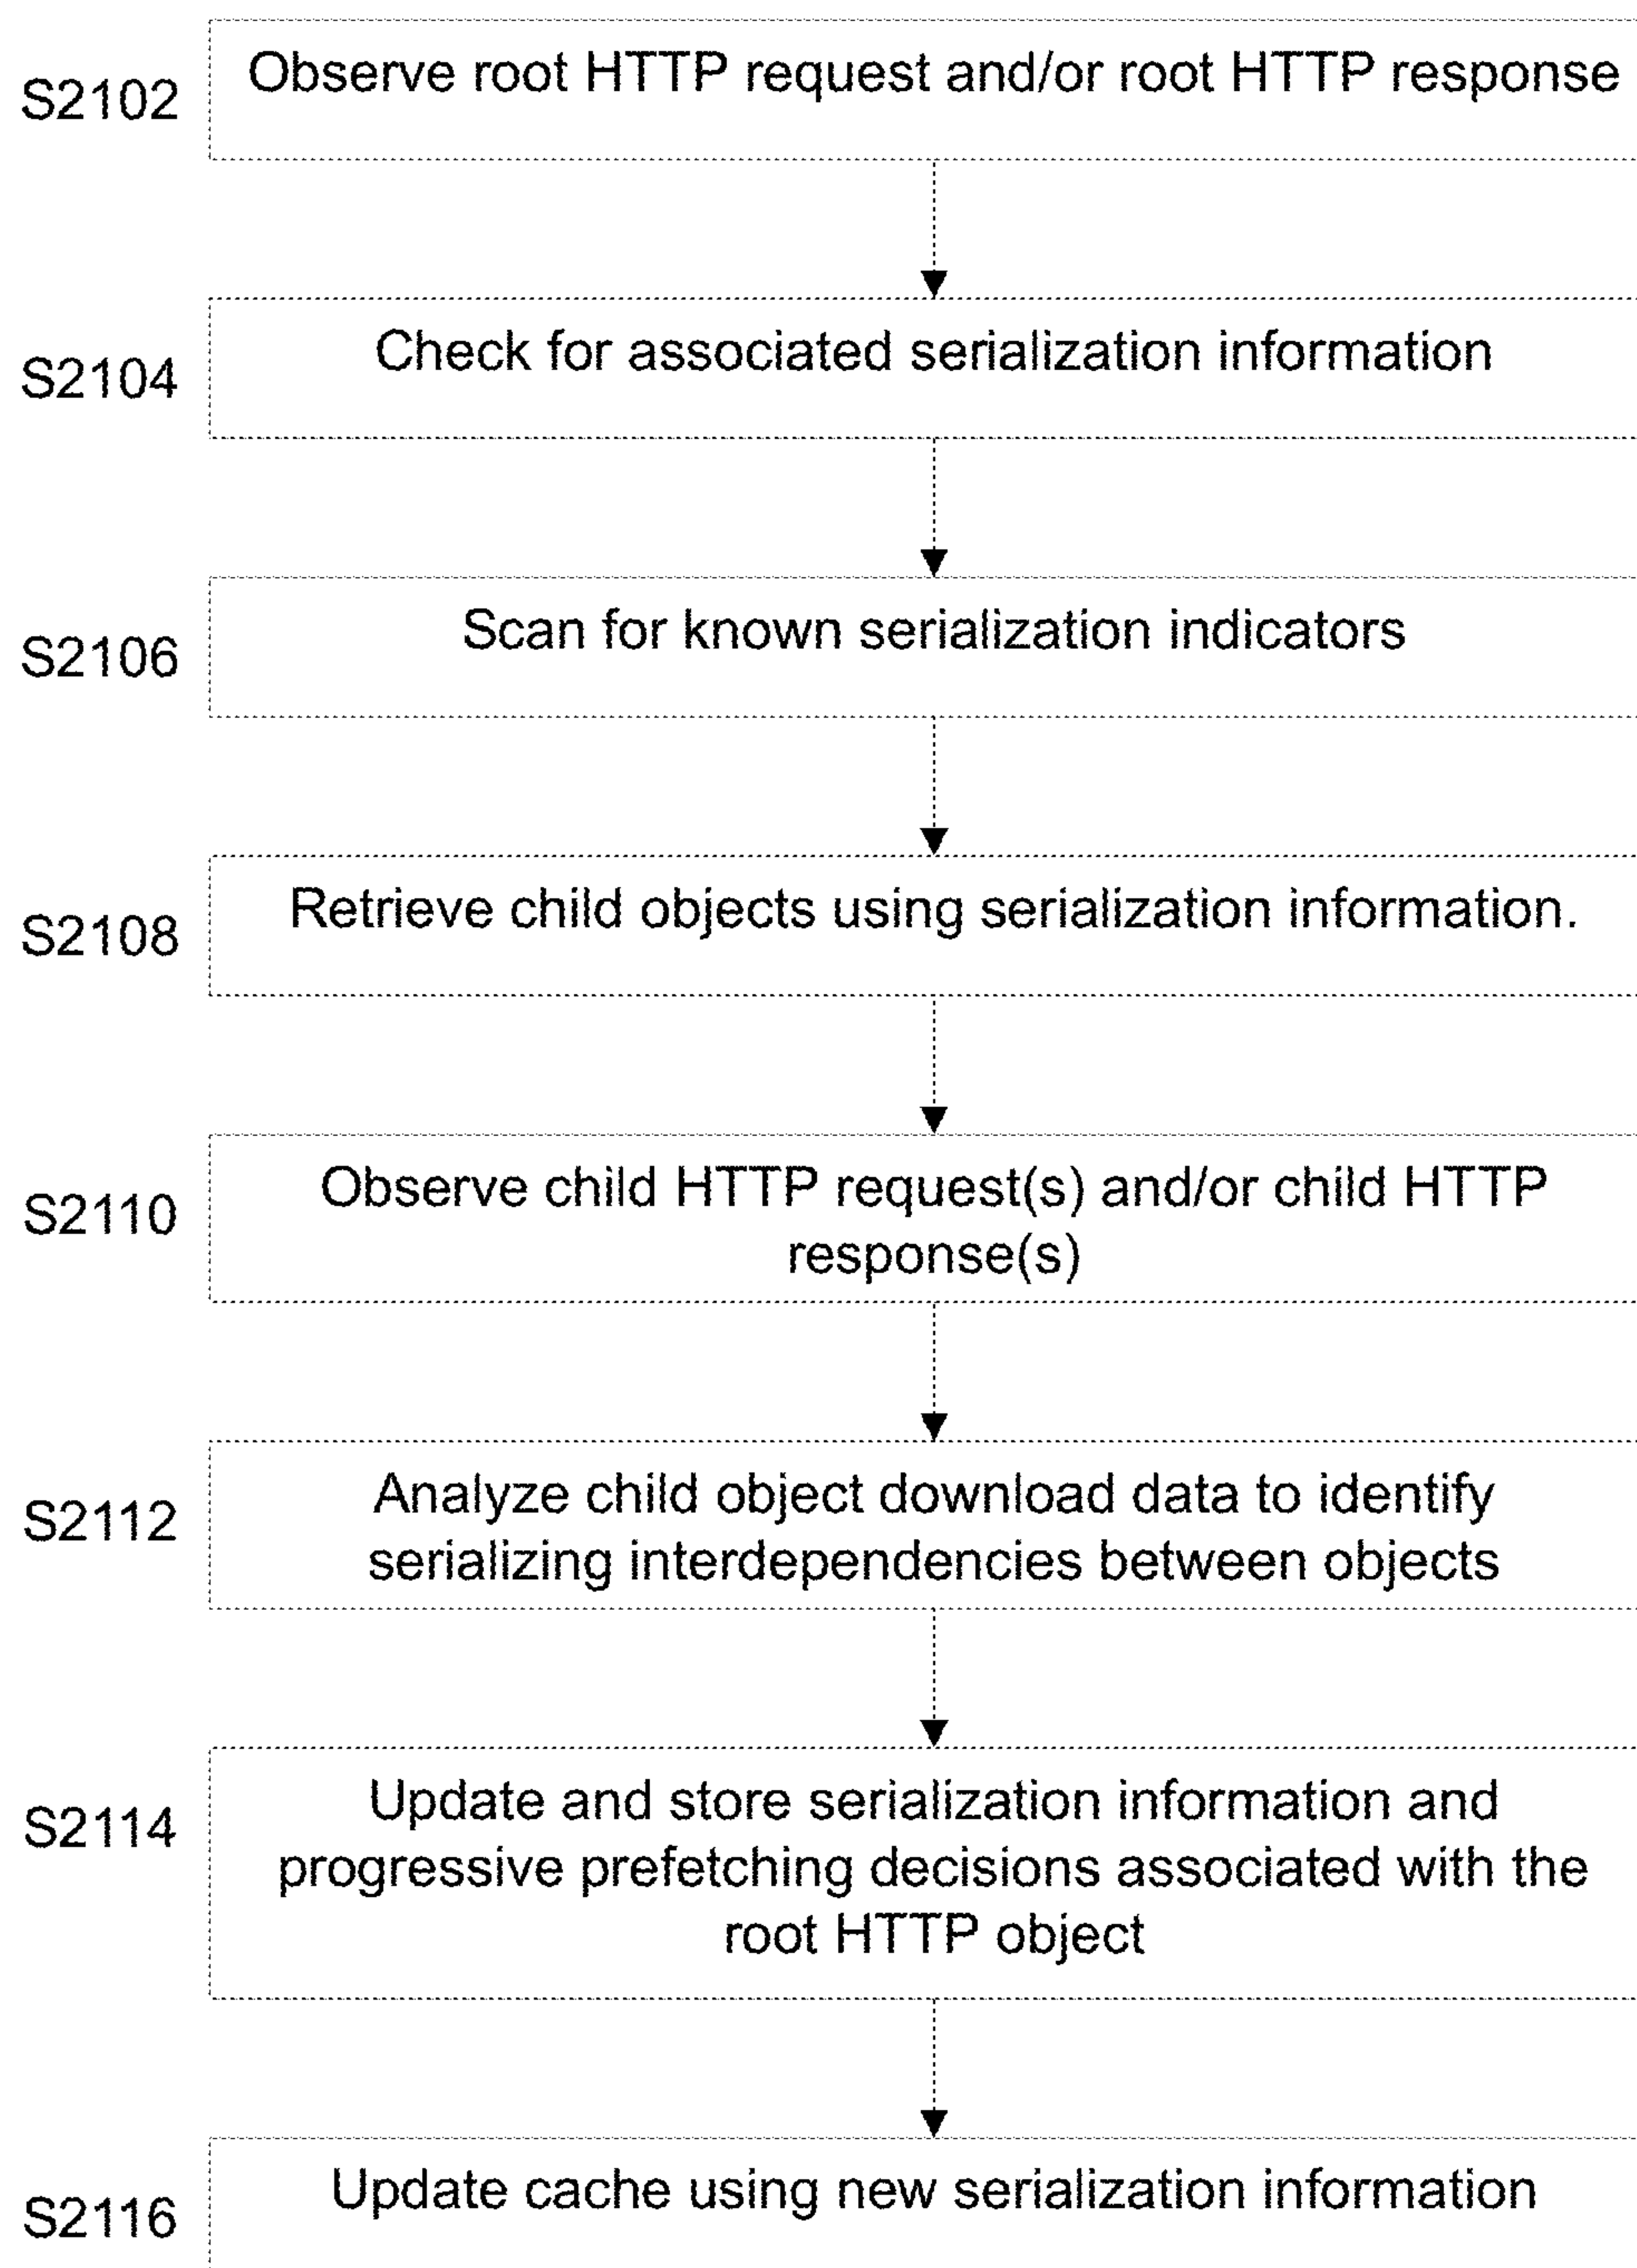 S2102
Observe root HTTP request and/or root HTTP response
S2104
Check for associated serialization information
S2106
Scan for known serialization indicators
S2108
Retrieve child objects using serialization information.
S2110
Observe child HTTP request(s) and/or child HTTP
response(s)
S2112
Analyze child object download data to identify
serializing interdependencies between objects
S2114
Update and store serialization information and
progressive prefetching decisions associated with the
root HTTP object
S2116
Update cache using new serialization information